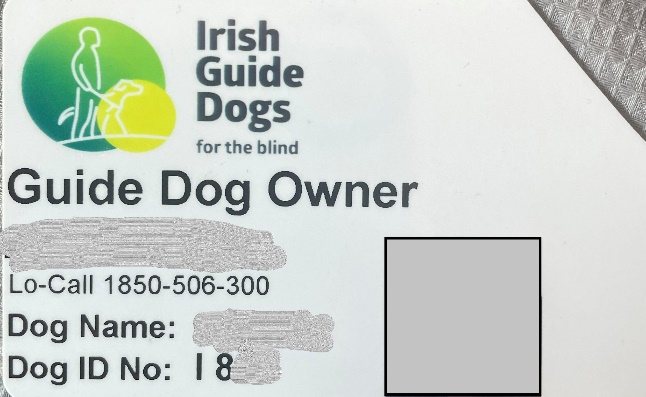 Irish
Guide
Dogs
for the blind
Guide Dog Owner
Lo-Call 1850-506-300
Dog Name:
Dog ID No: I 8